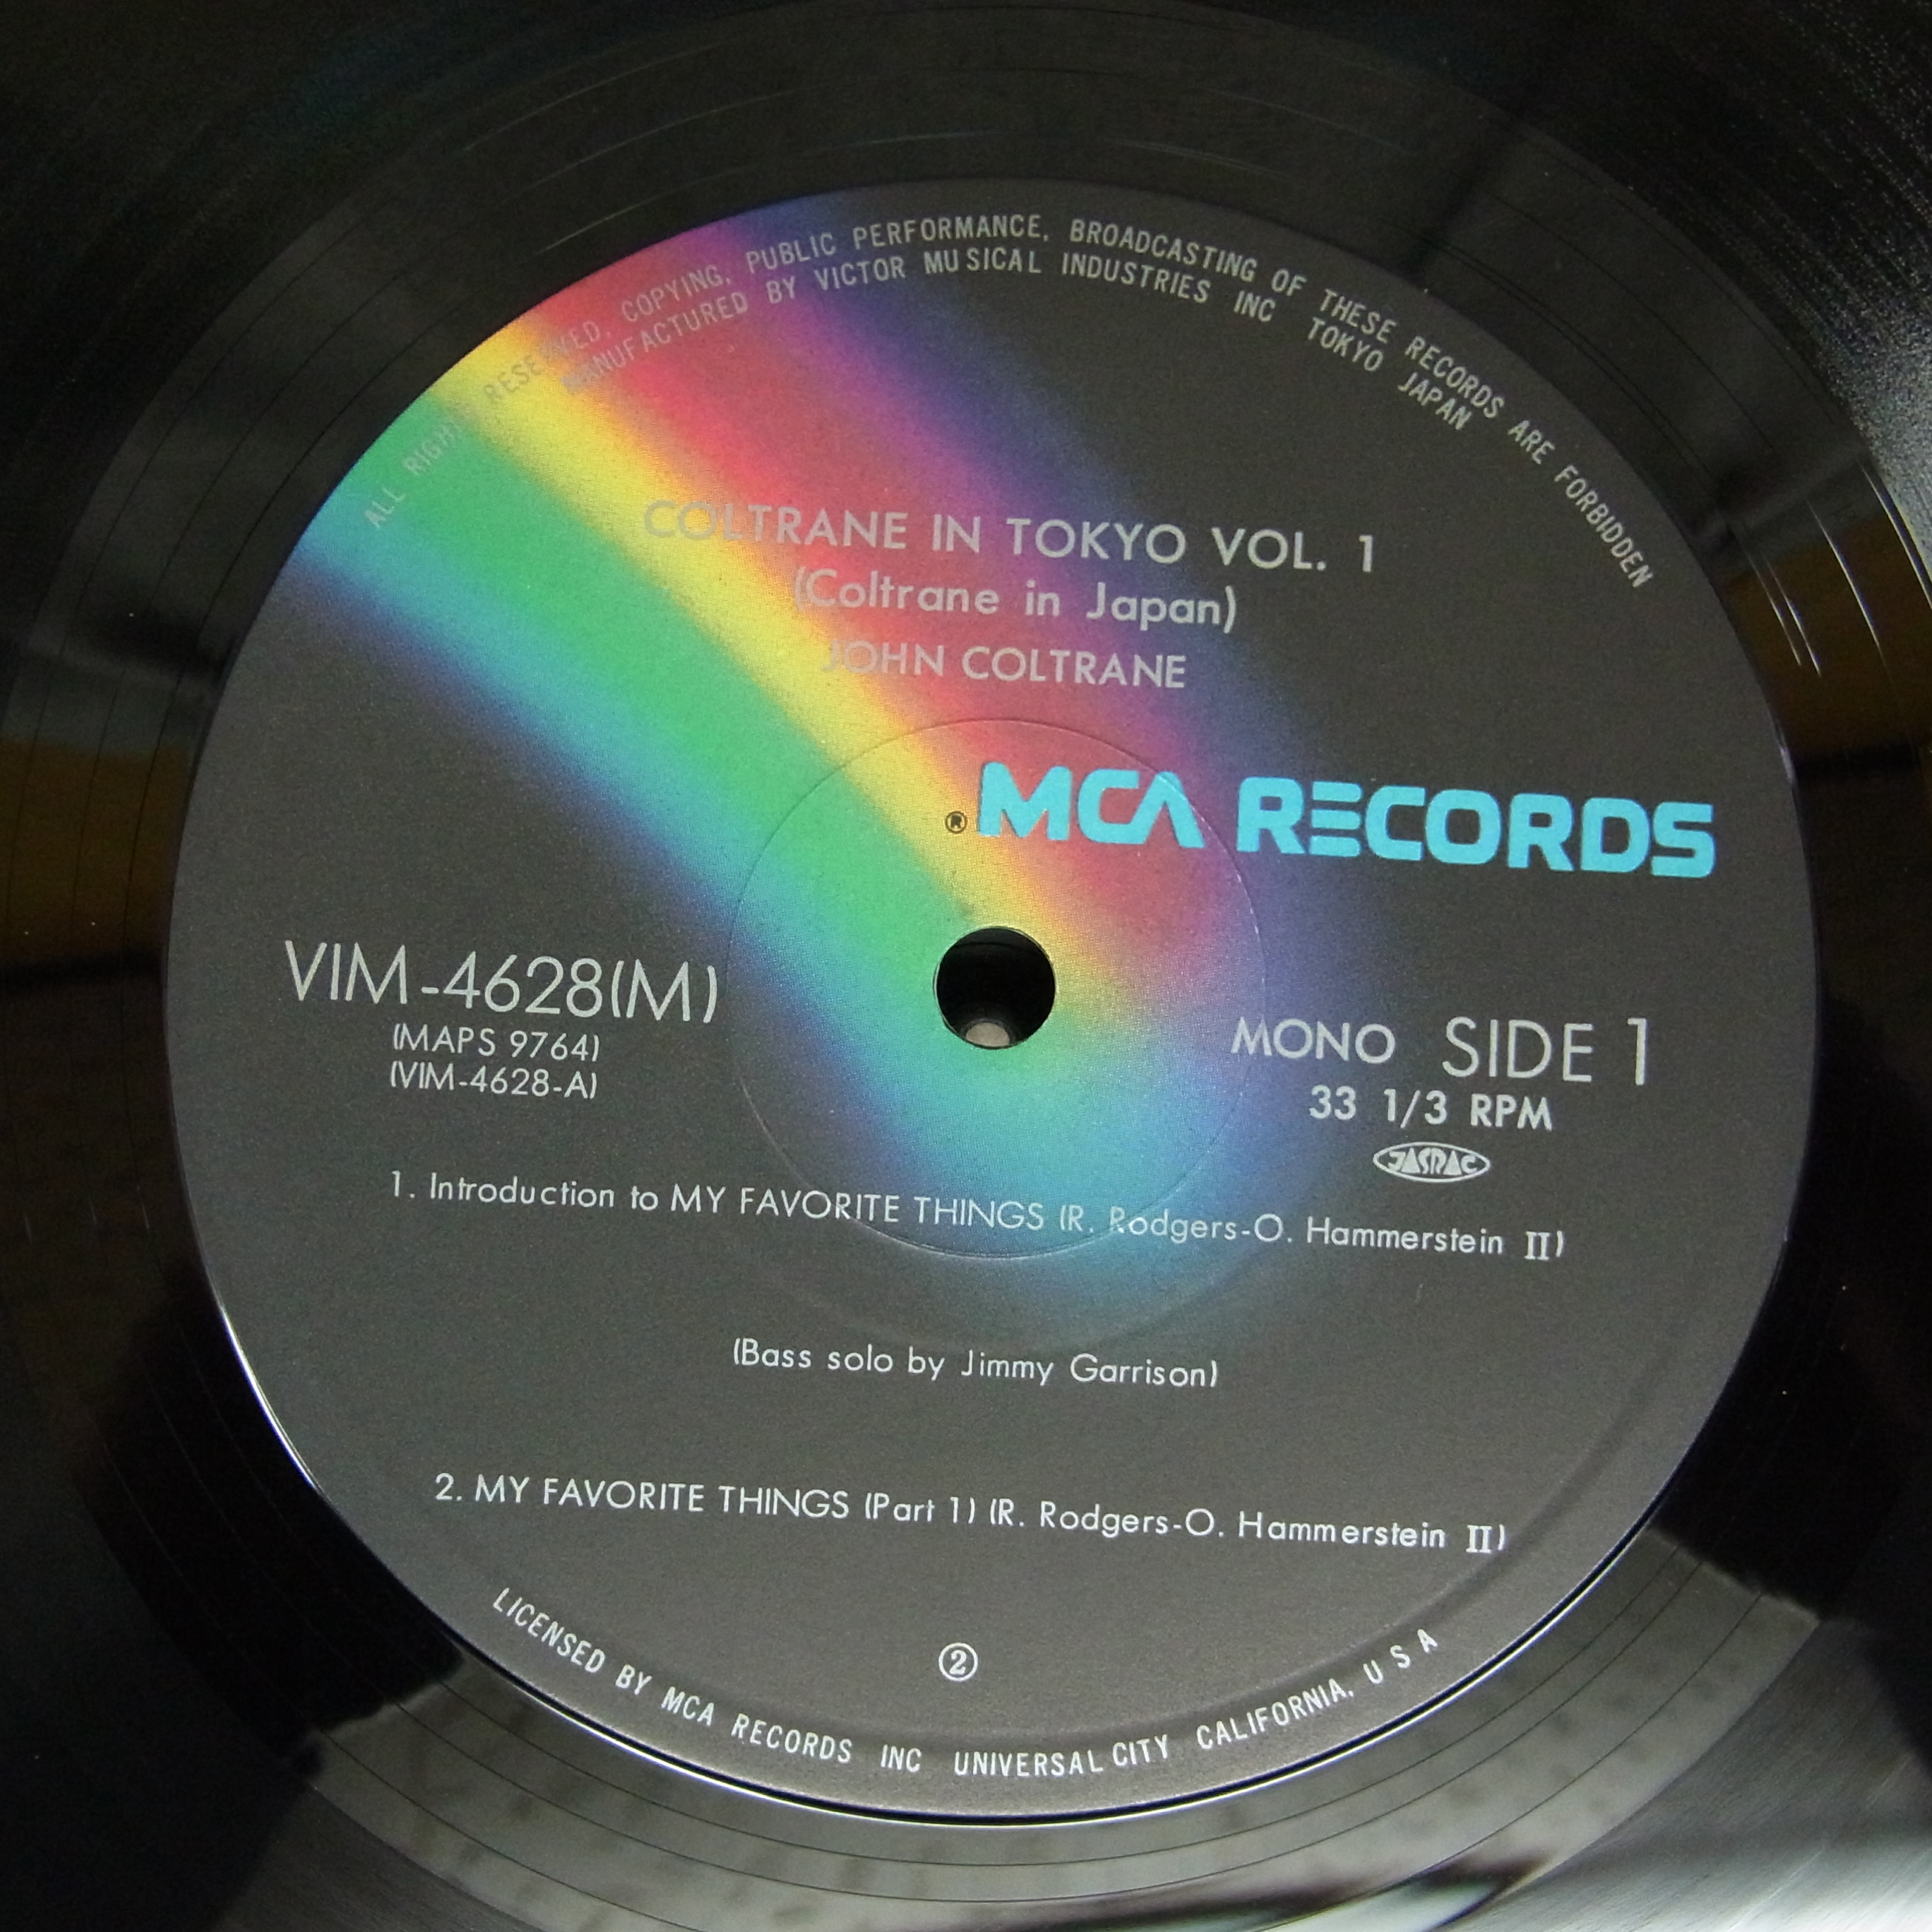 ALL RIGHTS RESERVED, COPYING, PUBLIC PERFORMANCE, BROADCASTING OF THESE RECORDS ARE FORBIDDEN
MANUFACTURED BY VICTOR MUSICAL INDUSTRIES INC TOKYO JAPAN
COLTRANE IN TOKYO VOL. 1
(Coltrane in Japan)
JOHN COLTRANE
® MCA RECORDS
VIM-4628(M)
(MAPS 9764)
(VIM-4628-A)
MONO SIDE 1
33 1/3 RPM
JASRAC
1. Introduction to MY FAVORITE THINGS (R. Rodgers-O. Hammerstein II)
(Bass solo by Jimmy Garrison)
2. MY FAVORITE THINGS (Part 1) (R. Rodgers-O. Hammerstein II)
②
LICENSED BY MCA RECORDS INC UNIVERSAL CITY CALIFORNIA, U S A